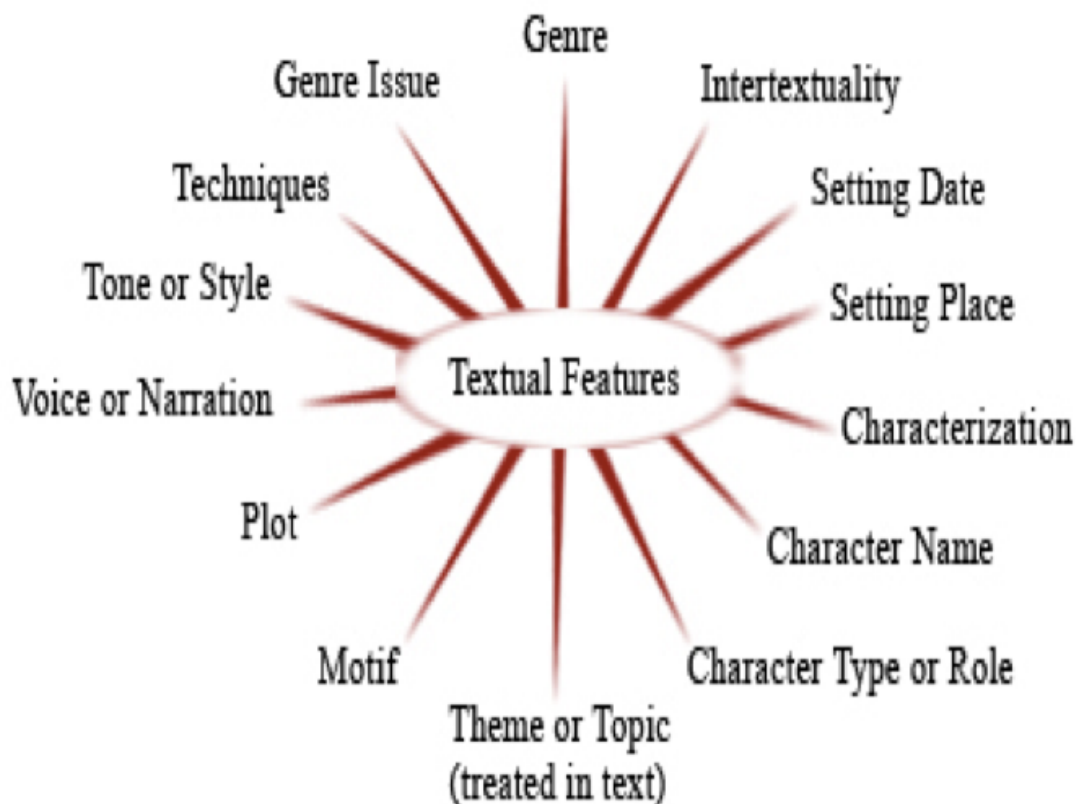 Genre
Genre Issue
Intertextuality
Techniques
Setting Date
Tone or Style
Setting Place
Textual Features
Voice or Narration
Characterization
Plot
Character Name
Motif
Character Type or Role
Theme or Topic
(treated in text)